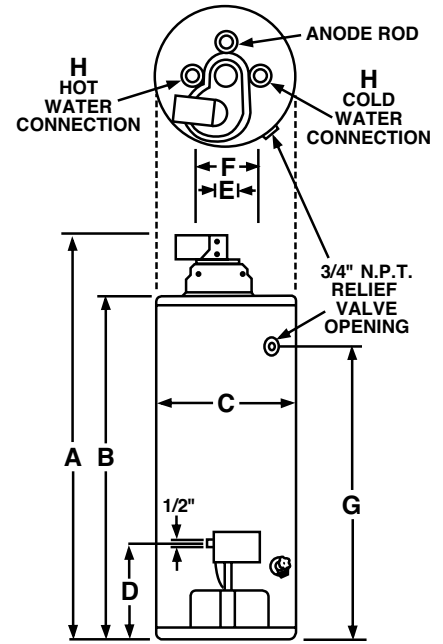 ANODE ROD
H
HOT
WATER
CONNECTION
H
COLD
WATER
CONNECTION
F
E
3/4" N.P.T.
RELIEF
VALVE
OPENING
C
A
B
G
1/2"
D